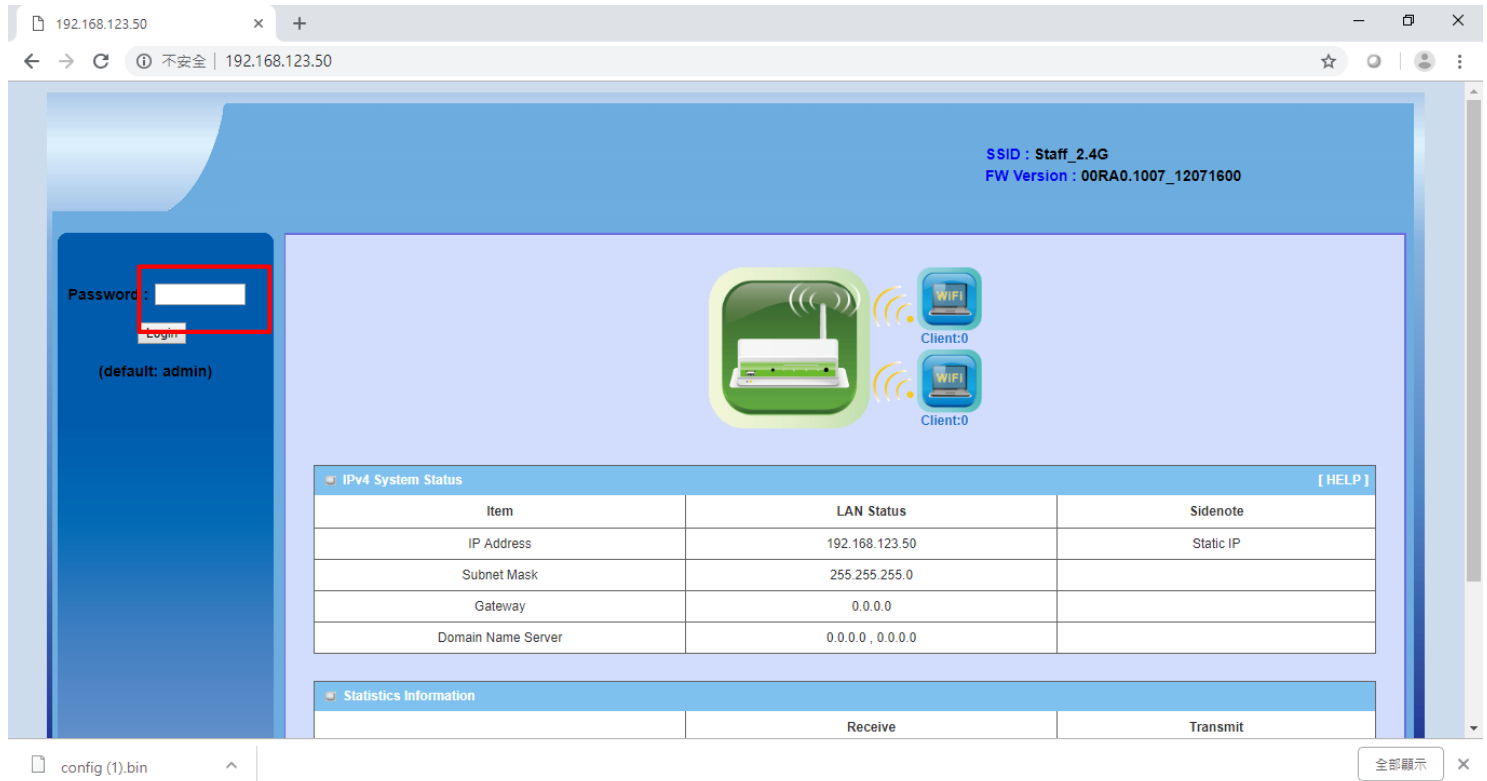 192.168.123.50
不安全 | 192.168.123.50
SSID : Staff_2.4G
FW Version : 00RA0.1007_12071600
Password :
Login
(default: admin)
WIFI
Client:0
WIFI
Client:0
IPv4 System Status [ HELP ]
Item LAN Status Sidenote
IP Address 192.168.123.50 Static IP
Subnet Mask 255.255.255.0
Gateway 0.0.0.0
Domain Name Server 0.0.0.0 , 0.0.0.0
Statistics Information
Receive Transmit
config (1).bin 全部顯示